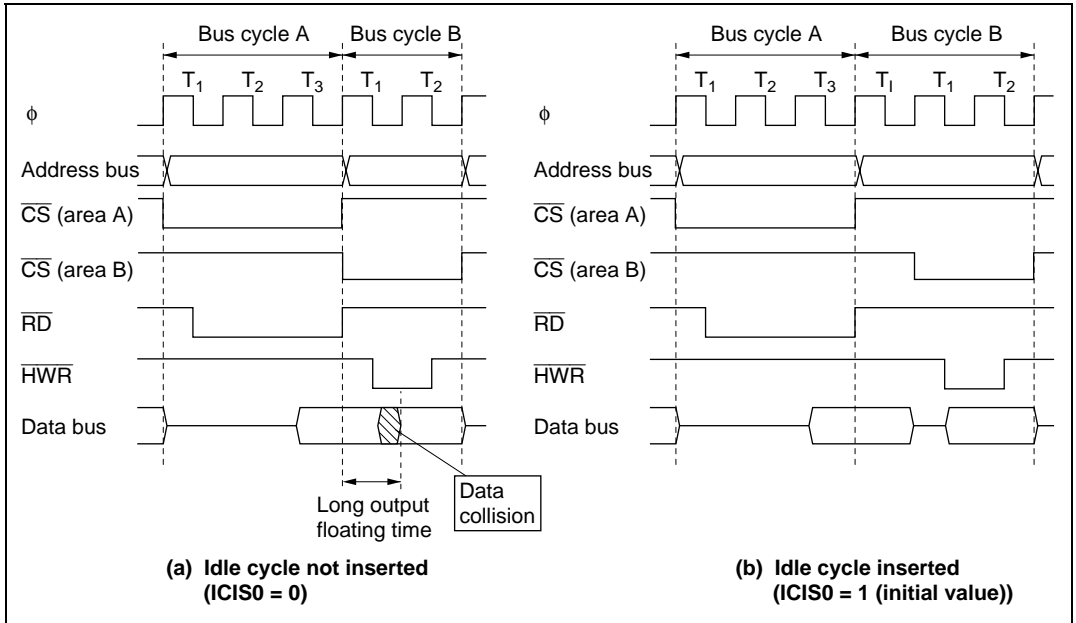 Bus cycle A
Bus cycle B
T1 T2 T3 T1 T2
ϕ
Address bus
CS (area A)
CS (area B)
RD
HWR
Data bus
Long output
floating time
Data
collision
(a) Idle cycle not inserted
(ICIS0 = 0)
Bus cycle A
Bus cycle B
T1 T2 T3 TI T1 T2
ϕ
Address bus
CS (area A)
CS (area B)
RD
HWR
Data bus
(b) Idle cycle inserted
(ICIS0 = 1 (initial value))